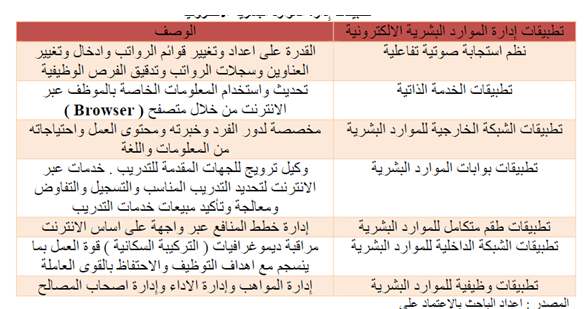 تطبيقات إدارة الموارد البشرية الالكترونية
تطبيقات إدارة الموارد البشرية الالكترونية الوصف
نظم استجابة صوتية تفاعلية القدرة على اعداد وتغيير قوائم الرواتب وادخال وتغيير
العناوين وسجلات الرواتب وتدقيق الفرص الوظيفية
تطبيقات الخدمة الذاتية تحديث واستخدام المعلومات الخاصة بالموظف عبر
الانترنت من خلال متصفح ( Browser )
تطبيقات الشبكة الخارجية للموارد البشرية مخصصة لدور الفرد وخبرته ومحتوى العمل واحتياجاته
من المعلومات واللغة
تطبيقات بوابات الموارد البشرية وكيل ترويج للجهات المقدمة للتدريب . خدمات عبر
الانترنت لتحديد التدريب المناسب والتسجيل والتفاوض
ومعالجة وتأكيد مبيعات خدمات التدريب
تطبيقات طقم متكامل للموارد البشرية إدارة خطط المنافع عبر واجهة على اساس الانترنت
تطبيقات الشبكة الداخلية للموارد البشرية مراقبة ديموغرافيات ( التركيبة السكانية ) قوة العمل بما
ينسجم مع اهداف التوظيف والاحتفاظ بالقوى العاملة
تطبيقات وظيفية للموارد البشرية إدارة المواهب وإدارة الاداء وإدارة اصحاب المصالح
المصدر : اعداد الباحث بالاعتماد على